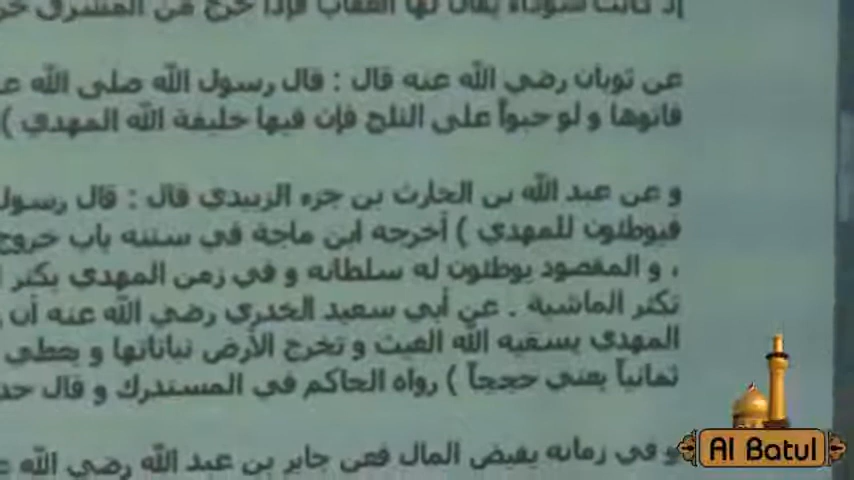 إذ كانت سوداء يقال لها العقاب فإذا خرج من المشرق
عن ثوبان رضي الله عنه قال : قال رسول الله صلى الله
فاتوها و لو حبواً على الثلج فإن فيها خليفة الله المهدي )
و عن عبد الله بن الحارث بن جزء الزبيدي قال : قال رسول
فيوطئون للمهدي ) أخرجه ابن ماجة في سننه باب خروج
، و المقصود يوطئون له سلطانه و في زمن المهدي يكثر
تكثر الماشية . عن أبي سعيد الخدري رضي الله عنه أن
المهدي يسقيه الله الغيث و تخرج الأرض نباتاتها و يعطي
ثمانياً يعني حججاً ) رواه الحاكم في المستدرك و قال
و في زمانه يفيض المال فعن جابر بن عبد الله رضي الله
Al Batul